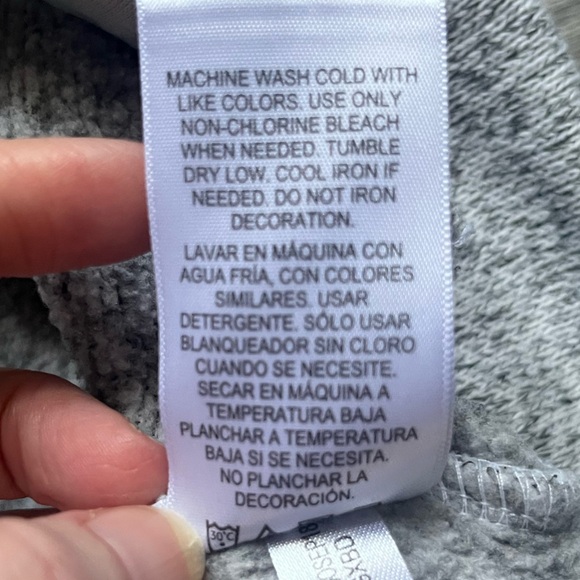 MACHINE WASH COLD WITH
LIKE COLORS. USE ONLY
NON-CHLORINE BLEACH
WHEN NEEDED. TUMBLE
DRY LOW. COOL IRON IF
NEEDED. DO NOT IRON
DECORATION.
LAVAR EN MÁQUINA CON
AGUA FRÍA, CON COLORES
SIMILARES. USAR
DETERGENTE. SÓLO USAR
BLANQUEADOR SIN CLORO
CUANDO SE NECESITE.
SECAR EN MÁQUINA A
TEMPERATURA BAJA
PLANCHAR A TEMPERATURA
BAJA SI SE NECESITA.
NO PLANCHAR LA
DECORACIÓN.
30°C